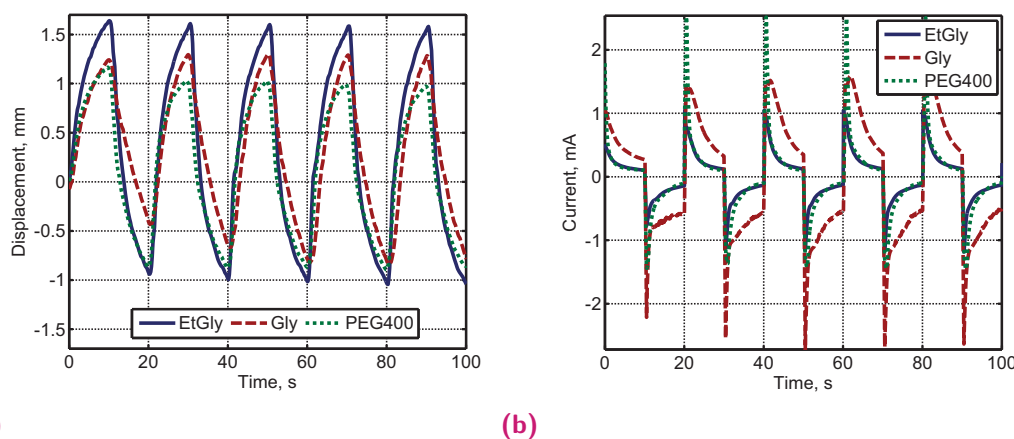 Displacement, mm
1.5
1
0.5
0
-0.5
-1
-1.5
EtGly Gly PEG400
0 20 40 60 80 100
Time, s
)
Current, mA
2
1
0
-1
-2
EtGly
Gly
PEG400
0 20 40 60 80 100
Time, s
(b)